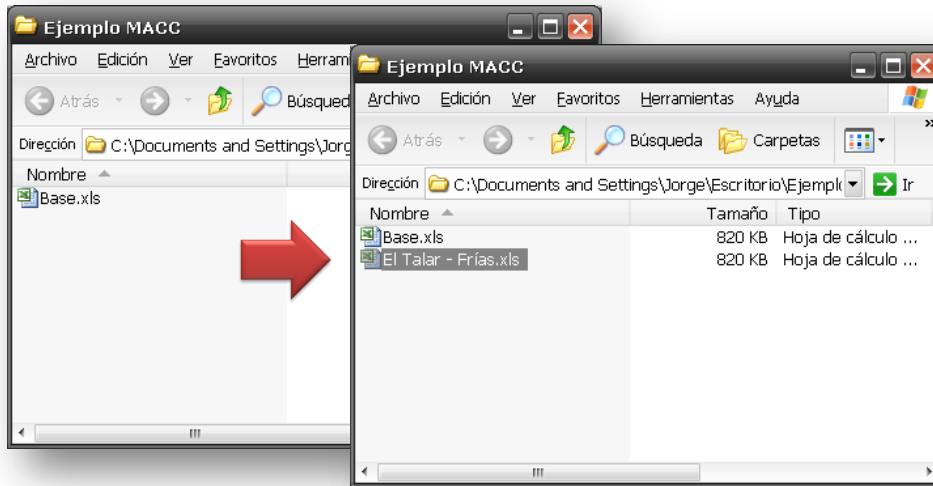 Ejemplo MACC
Archivo Edición Ver Favoritos Herram
Atrás Búsqued
Dirección C:\Documents and Settings\Jorg
Nombre
Base.xls
Ejemplo MACC
Archivo Edición Ver Favoritos Herramientas Ayuda
Atrás Búsqueda Carpetas
Dirección C:\Documents and Settings\Jorge\Escritorio\Ejempl Ir
Nombre Tamaño Tipo
Base.xls 820 KB Hoja de cálculo ...
El Talar - Frías.xls 820 KB Hoja de cálculo ...